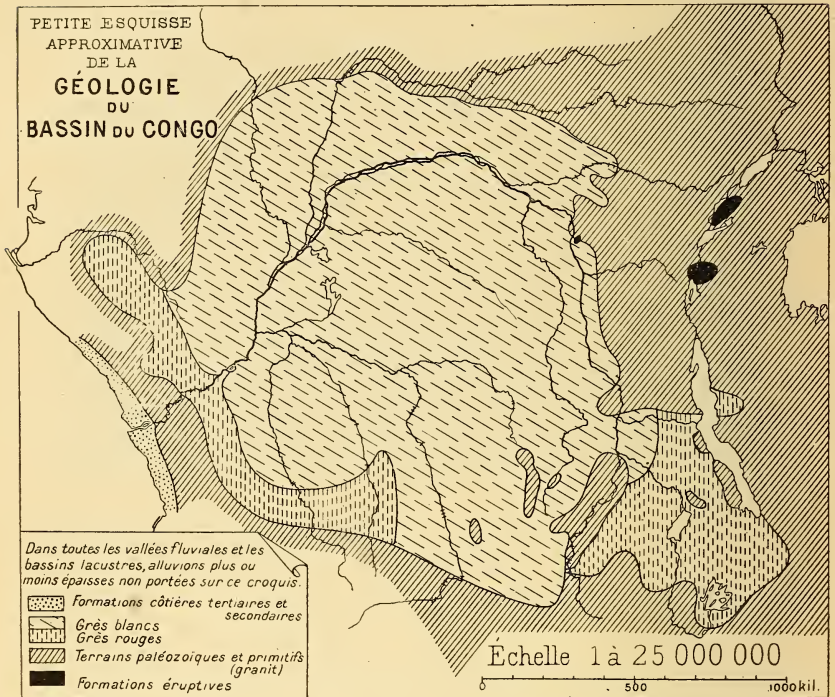 PETITE ESQUISSE
APPROXIMATIVE
DE LA
GÉOLOGIE
DU
BASSIN DU CONGO
Dans toutes les vallées fluviales et les
bassins lacustres, alluvions plus ou
moins épaisses non portées sur ce croquis.
Formations côtières tertiaires et
secondaires
Grès blancs
Grès rouges
Terrains paléozoïques et primitifs
(granit)
Formations éruptives
Échelle 1 à 25 000 000
0 500 1000 kil.